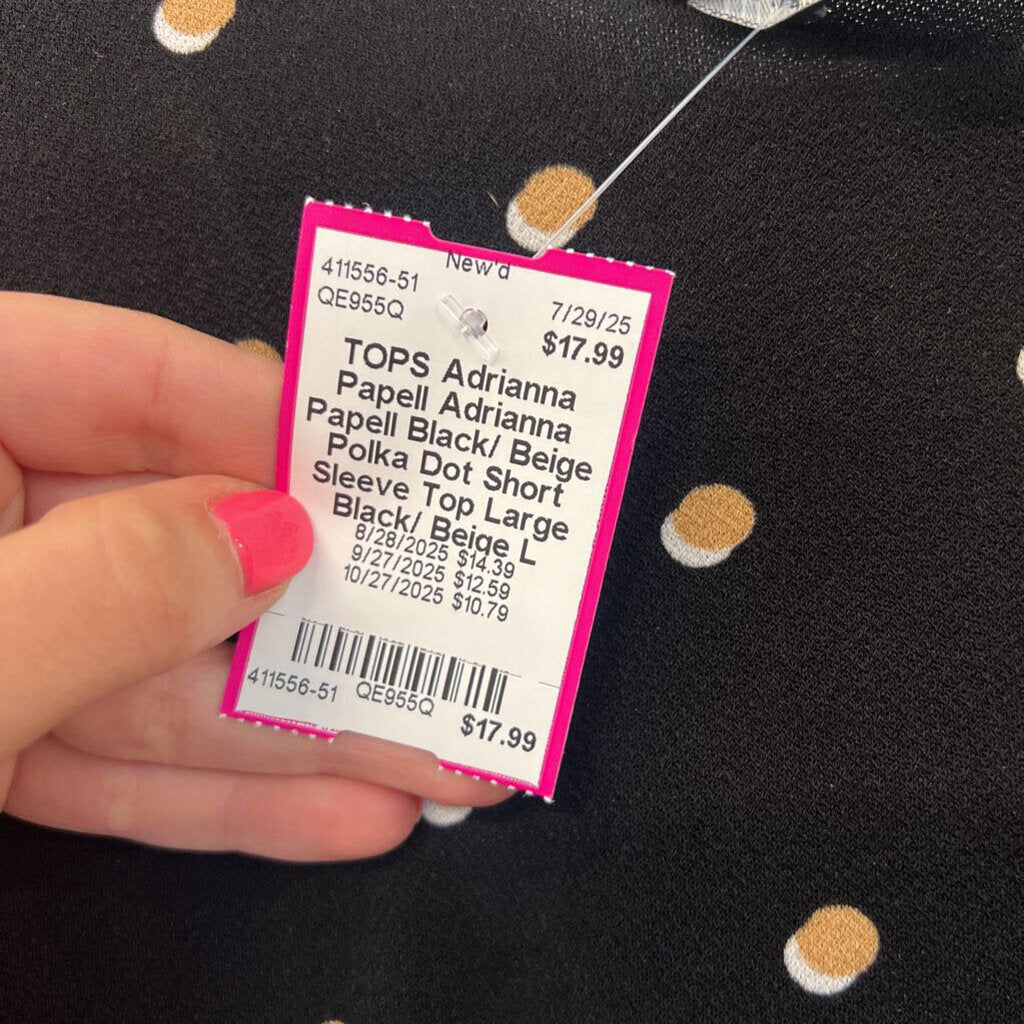 New'd
411556-51
QE955Q
7/29/25
$17.99
TOPS Adrianna
Papell Adrianna
Papell Black/ Beige
Polka Dot Short
Sleeve Top Large
Black/ Beige L
8/28/2025 $14.39
9/27/2025 $12.59
10/27/2025 $10.79
411556-51 QE955Q
$17.99